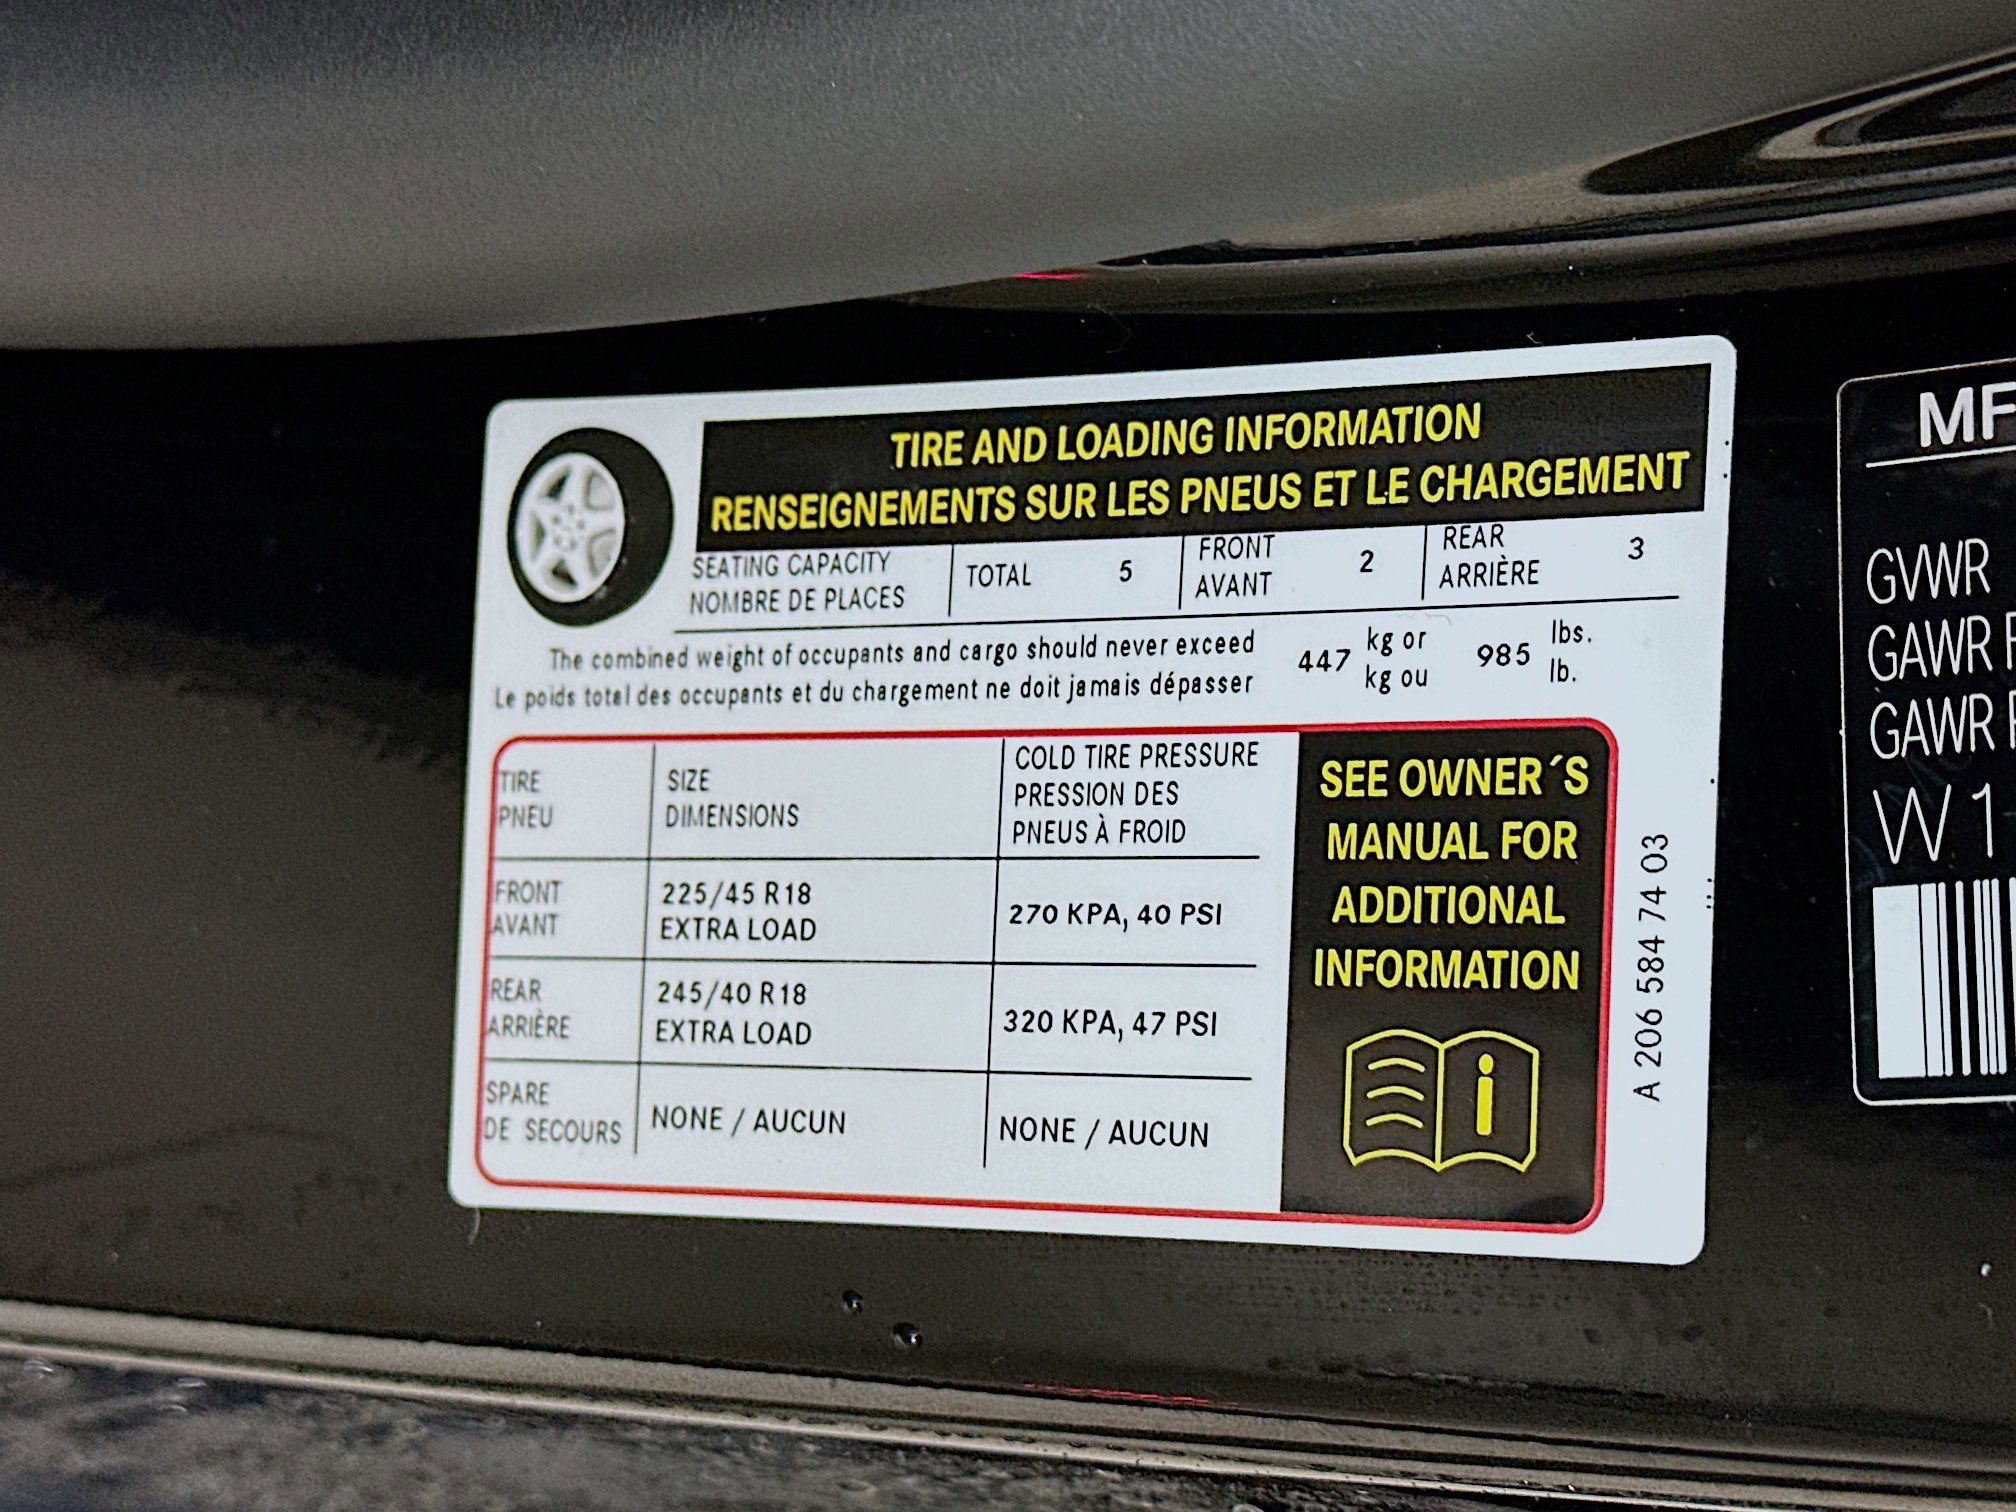 TIRE AND LOADING INFORMATION
RENSEIGNEMENTS SUR LES PNEUS ET LE CHARGEMENT
SEATING CAPACITY
NOMBRE DE PLACES
TOTAL 5
FRONT
AVANT
2
REAR
ARRIÈRE
3
The combined weight of occupants and cargo should never exceed
Le poids total des occupants et du chargement ne doit jamais dépasser
447
kg or
kg ou
985
lbs.
lb.
TIRE
PNEU
SIZE
DIMENSIONS
COLD TIRE PRESSURE
PRESSION DES
PNEUS À FROID
FRONT
AVANT
225/45 R18
EXTRA LOAD
270 KPA, 40 PSI
REAR
ARRIÈRE
245/40 R18
EXTRA LOAD
320 KPA, 47 PSI
SPARE
DE SECOURS
NONE / AUCUN
NONE / AUCUN
SEE OWNER´S
MANUAL FOR
ADDITIONAL
INFORMATION
i
A 206 584 74 03
MF
GVWR
GAWR
GAWR
W1